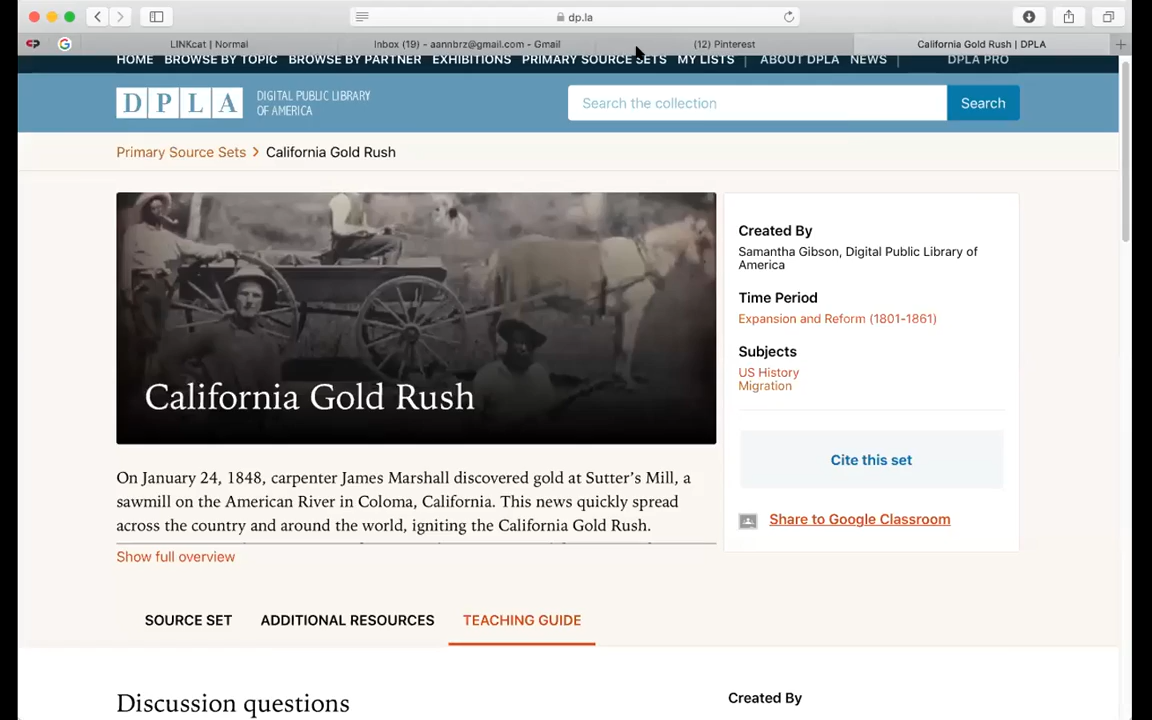 dp.la
LINKcat | Normal
Inbox (19) - aannbrz@gmail.com - Gmail
(12) Pinterest
California Gold Rush | DPLA
HOME BROWSE BY TOPIC BROWSE BY PARTNER EXHIBITIONS PRIMARY SOURCE SETS MY LISTS | ABOUT DPLA NEWS | DPLA PRO
DPLA
DIGITAL PUBLIC LIBRARY
OF AMERICA
Search the collection
Search
Primary Source Sets > California Gold Rush
California Gold Rush
On January 24, 1848, carpenter James Marshall discovered gold at Sutter's Mill, a
sawmill on the American River in Coloma, California. This news quickly spread
across the country and around the world, igniting the California Gold Rush.
Show full overview
Created By
Samantha Gibson, Digital Public Library of
America
Time Period
Expansion and Reform (1801-1861)
Subjects
US History
Migration
Cite this set
Share to Google Classroom
SOURCE SET ADDITIONAL RESOURCES TEACHING GUIDE
Discussion questions
Created By